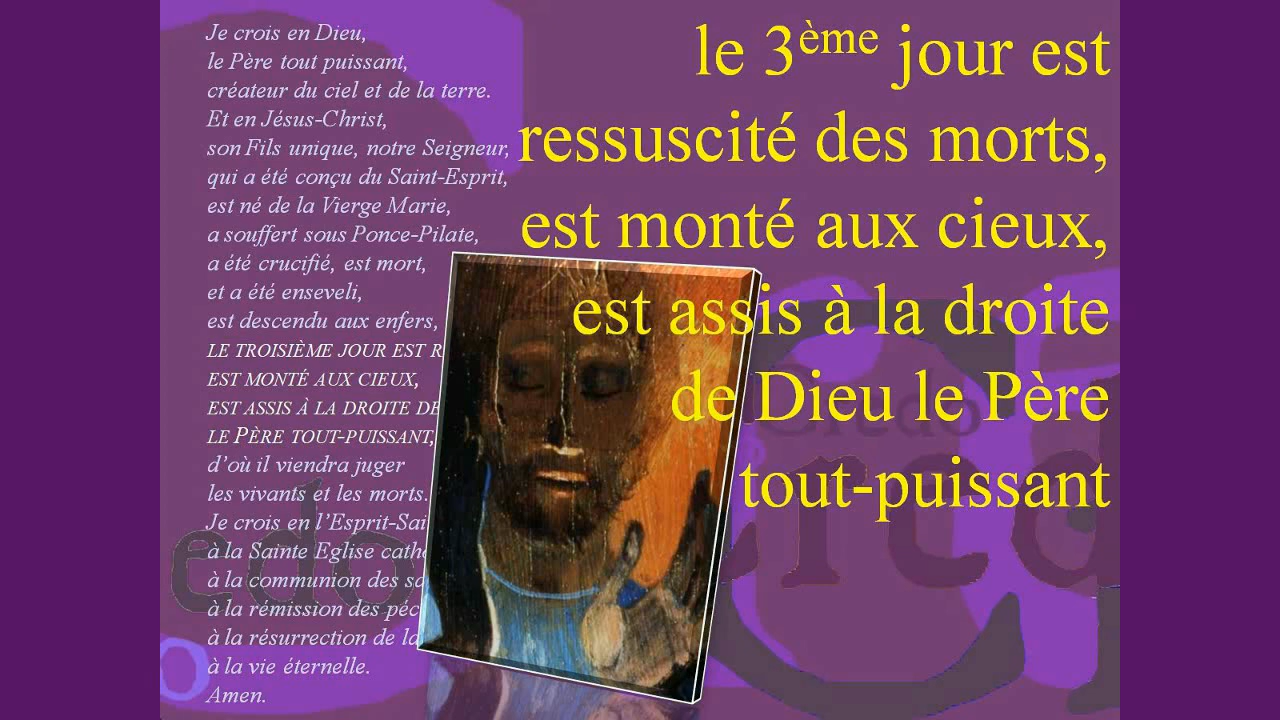 Je crois en Dieu,
le Père tout puissant,
créateur du ciel et de la terre.
Et en Jésus-Christ,
son Fils unique, notre Seigneur,
qui a été conçu du Saint-Esprit,
est né de la Vierge Marie,
a souffert sous Ponce-Pilate,
a été crucifié, est mort,
et a été enseveli,
est descendu aux enfers,
LE TROISIÈME JOUR EST
EST MONTÉ AUX CIEUX,
EST ASSIS À LA DROITE DE
LE PÈRE TOUT-PUISSANT,
d’où il viendra juger
les vivants et les morts.
Je crois en l’Esprit-Sai
à la Sainte Eglise
à la communion des
à la rémission des
à la résurrection de la
à la vie éternelle.
Amen.
le 3ème jour est
ressuscité des morts,
est monté aux cieux,
est assis à la droite
de Dieu le Père
tout-puissant
Credo